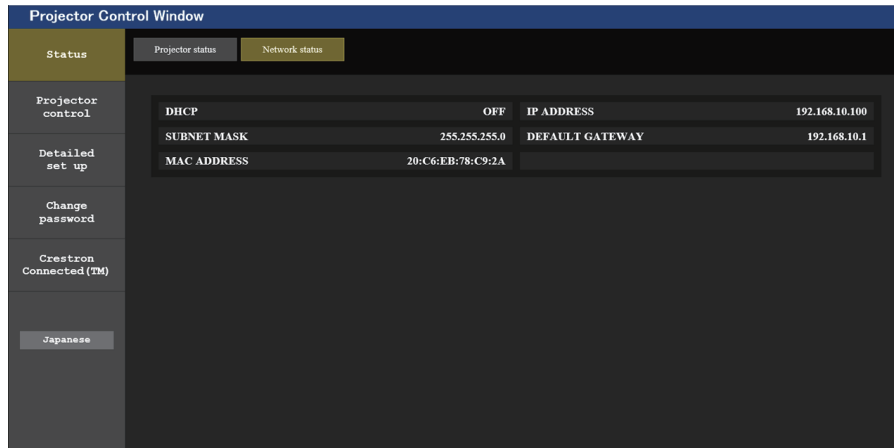 Projector Control Window
Status
Projector status
Network status
Projector
control
Detailed
set up
Change
password
Crestron
Connected(TM)
Japanese
DHCP OFF
IP ADDRESS 192.168.10.100
SUBNET MASK 255.255.255.0
DEFAULT GATEWAY 192.168.10.1
MAC ADDRESS 20:C6:EB:78:C9:2A